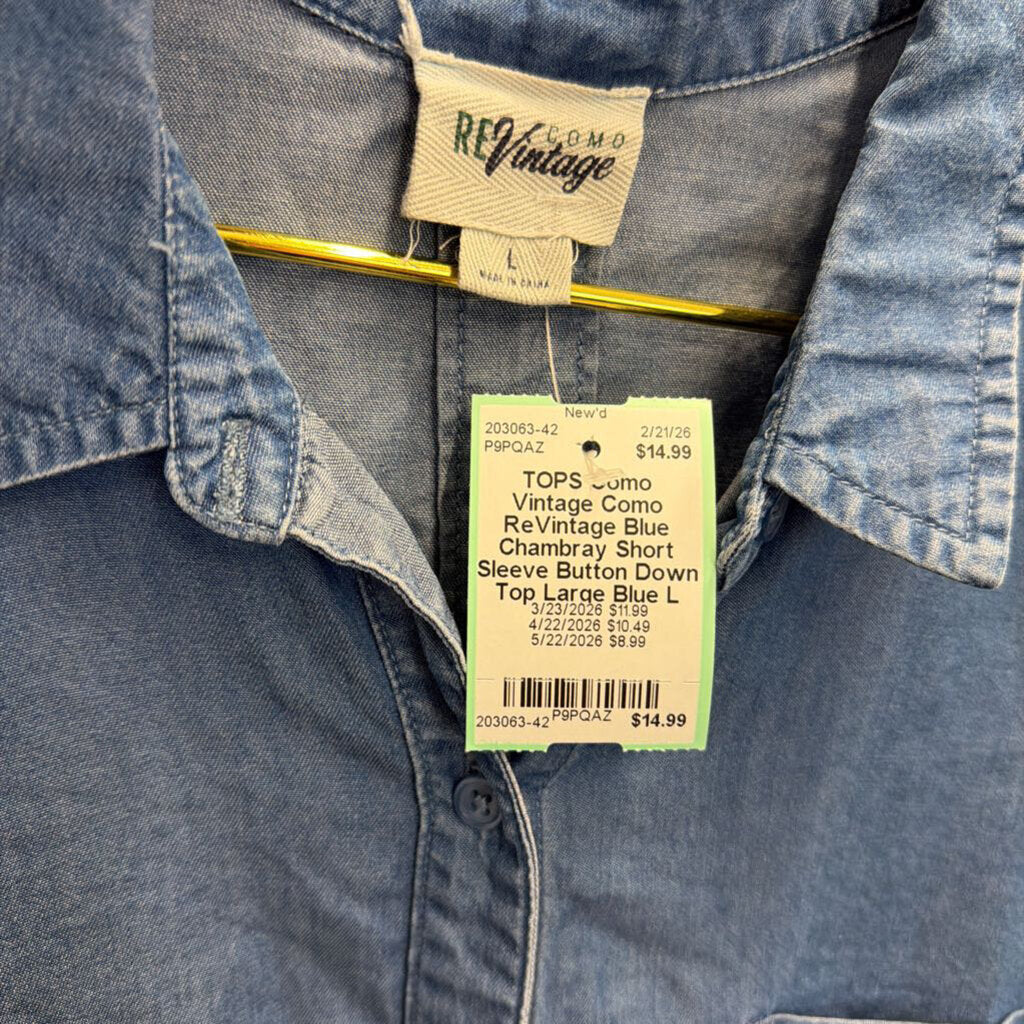 COMO
REVintage
L
MADE IN CHINA
New'd
203063-42 2/21/26
P9PQAZ $14.99
TOPS Como
Vintage Como
ReVintage Blue
Chambray Short
Sleeve Button Down
Top Large Blue L
3/23/2026 $11.99
4/22/2026 $10.49
5/22/2026 $8.99
203063-42 P9PQAZ $14.99